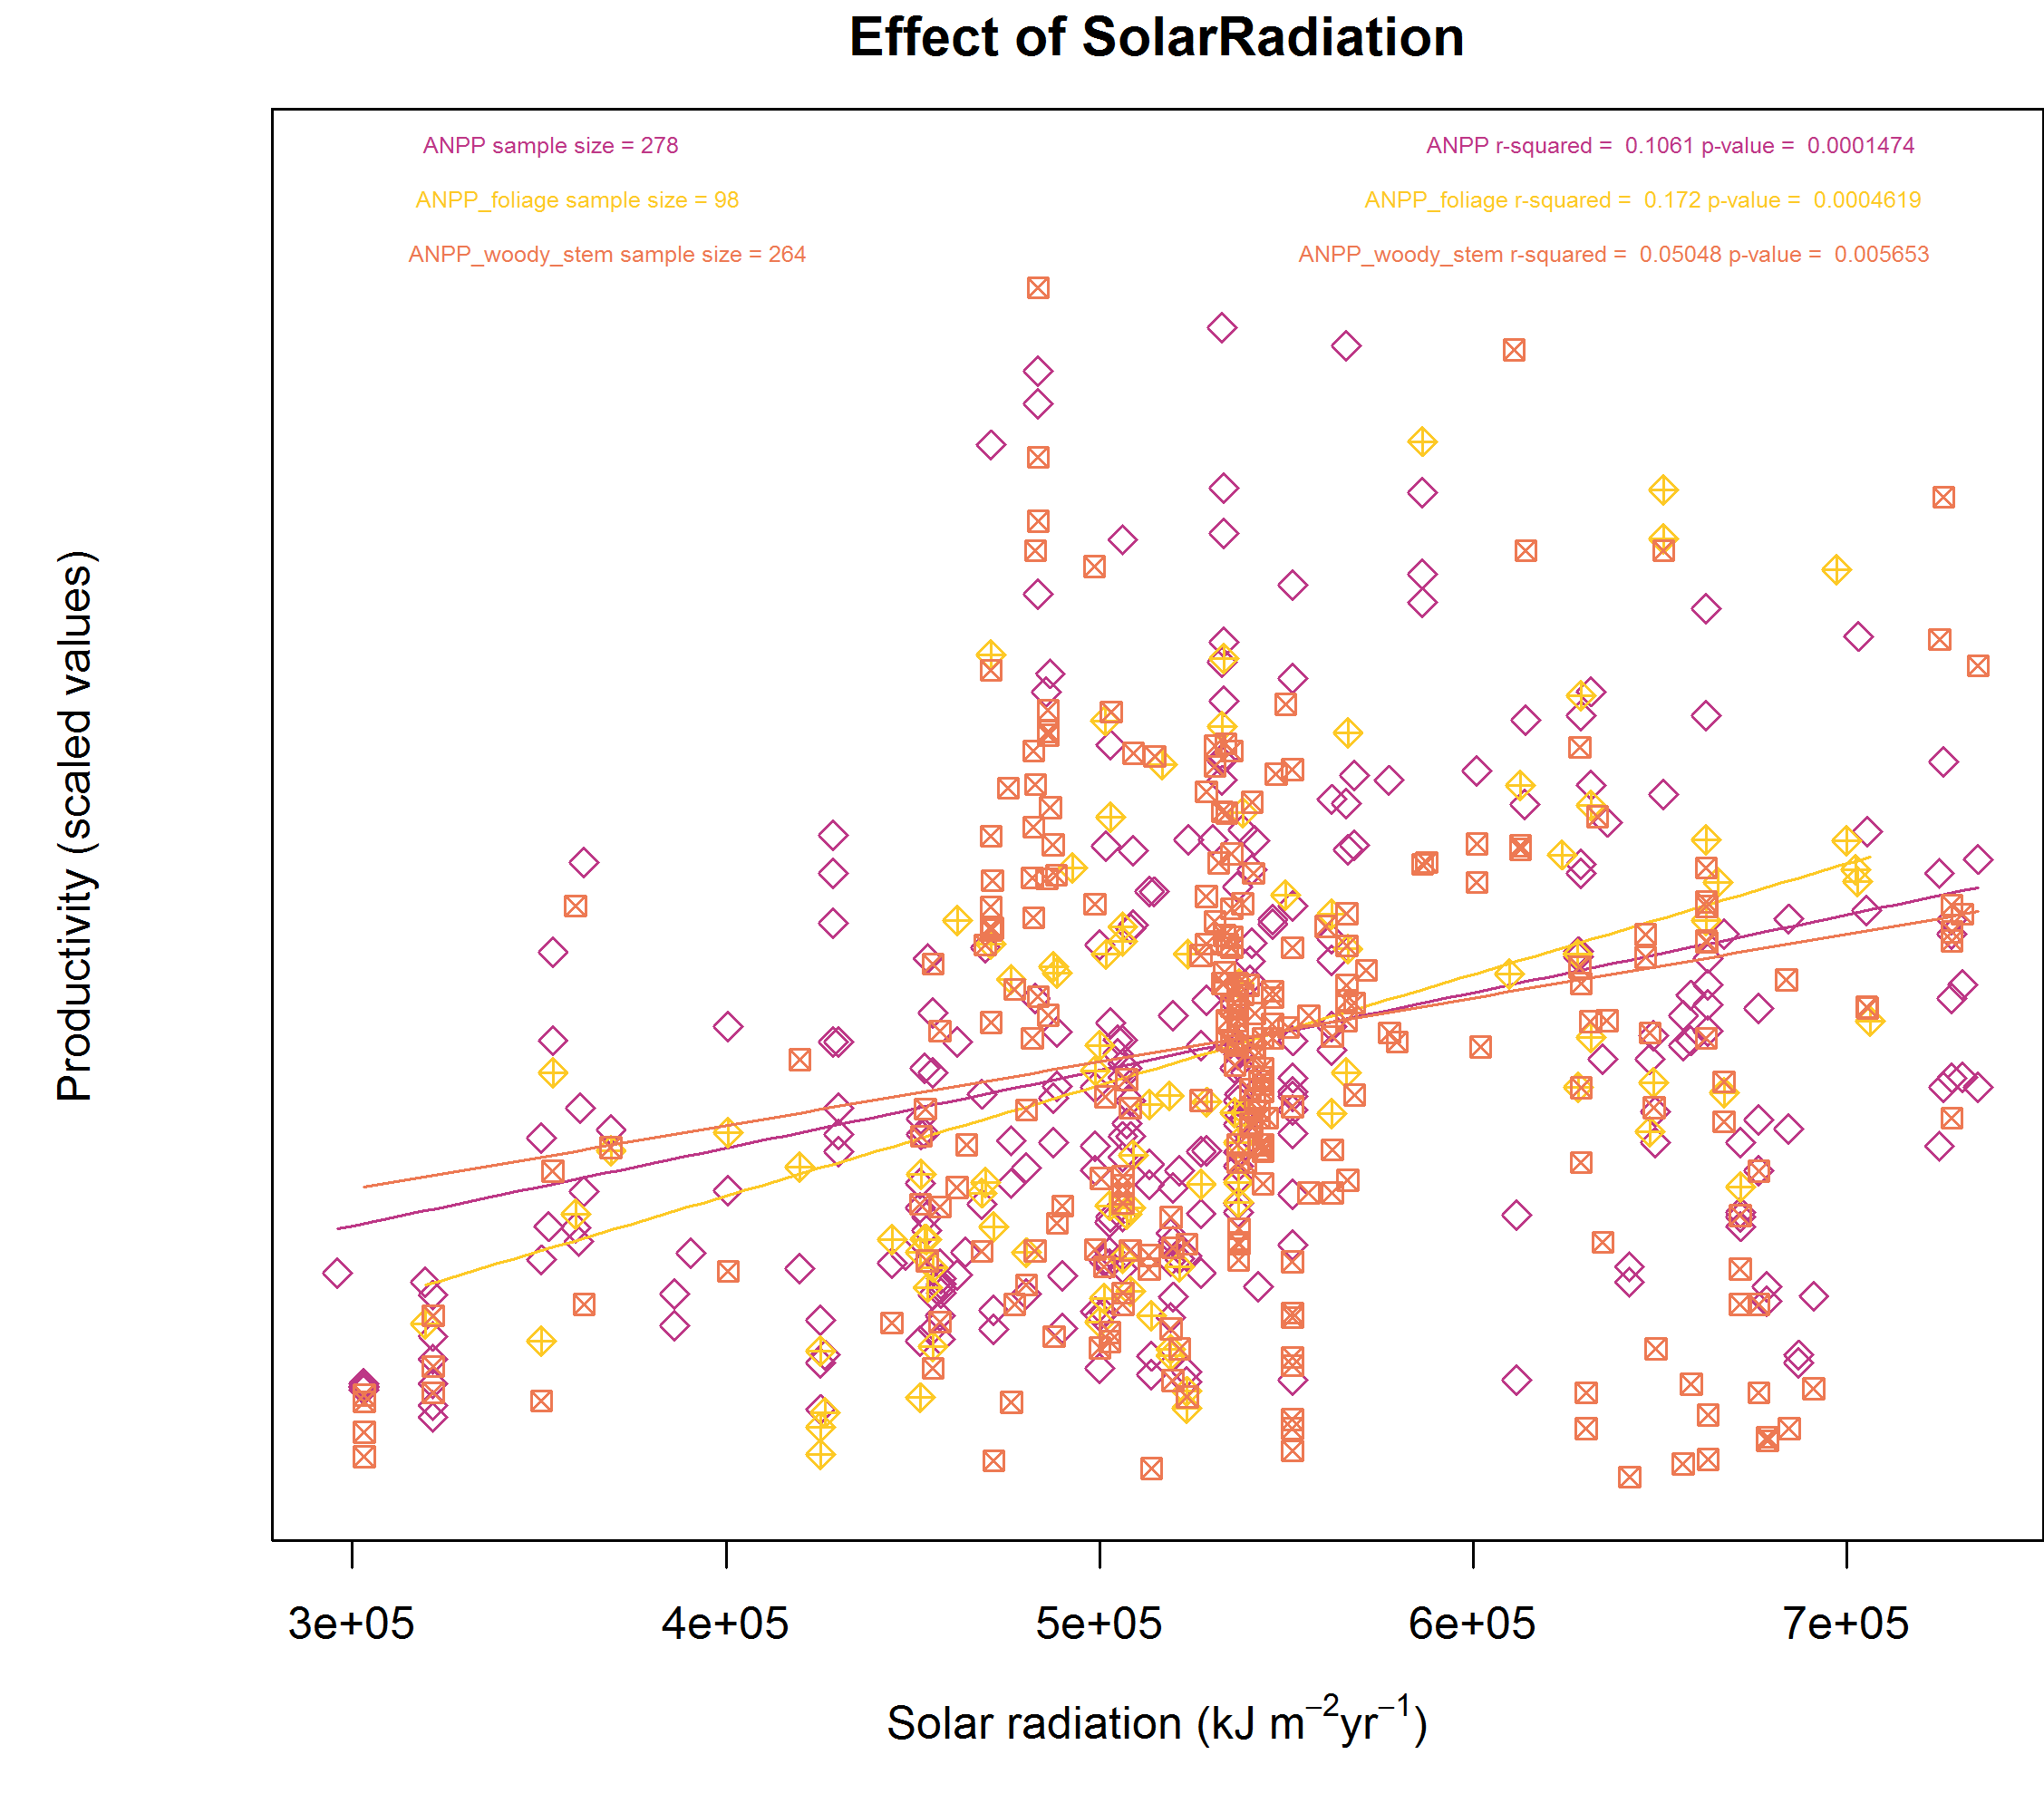 Effect of SolarRadiation
ANPP sample size = 278
ANPP r-squared =  0.1061 p-value =  0.0001474
ANPP_foliage sample size = 98
ANPP_foliage r-squared =  0.172 p-value =  0.0004619
ANPP_woody_stem sample size = 264
ANPP_woody_stem r-squared =  0.05048 p-value =  0.005653
Productivity (scaled values)
3e+05 4e+05 5e+05 6e+05 7e+05
Solar radiation (kJ m⁻²yr⁻¹)